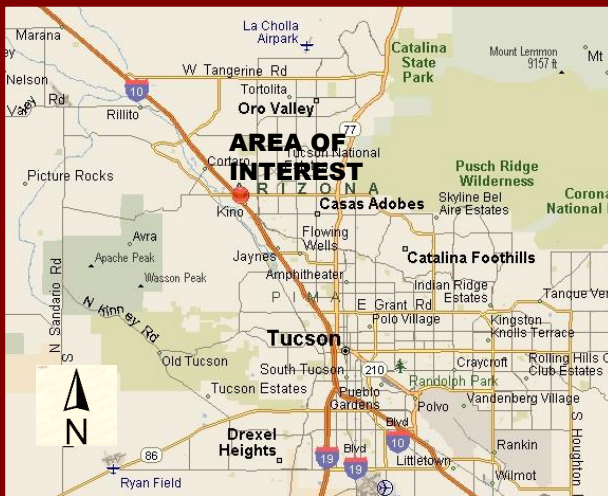 La Cholla
Airpark
Marana
Catalina
State
Park
Mount Lemmon
9157 ft
Mt
W Tangerine Rd
Nelson
Rd
10
Tortolita
Oro Valley
Rillito
77
AREA OF
INTEREST
Tucson National
Cortaro
ARIZONA
Pusch Ridge
Wilderness
Picture Rocks
Kino
Casas Adobes
Skyline Bel
Aire Estates
Corona
National
Flowing
Wells
Avra
Jaynes
Catalina Foothills
Apache Peak
Wasson Peak
Amphitheater
Indian Ridge
Estates
Tanque Ver
PIMA
E Grant Rd
N Sandario Rd
N Kinney Rd
Polo Village
Kingston
Knolls Terrace
Tucson
Old Tucson
South Tucson
210
Craycroft
Rolling Hills C
Club Estates
Randolph Park
Tucson Estates
Pueblo
Gardens
Polvo
Vandenberg Village
N
S Houghton
Drexel
Heights
Blvd
10
Rankin
86
19
Blvd
19
Littletown
Wilmot
Ryan Field